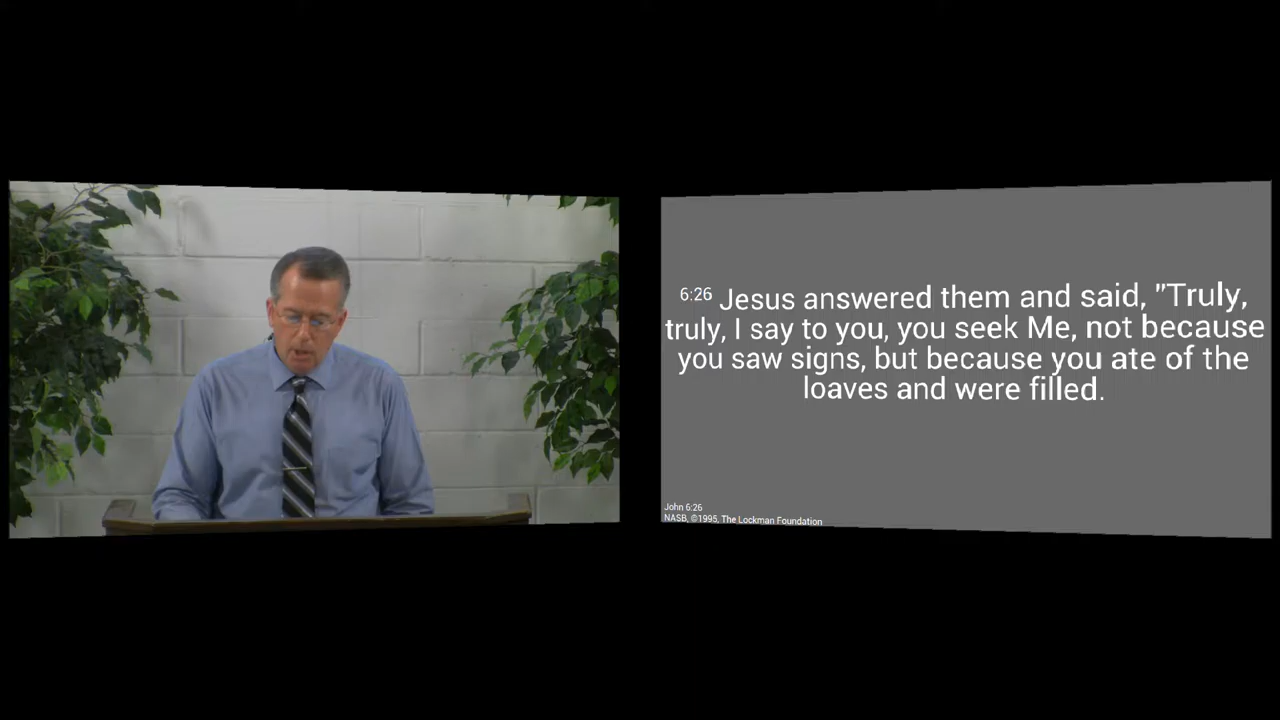 6:26 Jesus answered them and said, "Truly,
truly, I say to you, you seek Me, not because
you saw signs, but because you ate of the
loaves and were filled.
John 6:26
NASB, ©1995, The Lockman Foundation